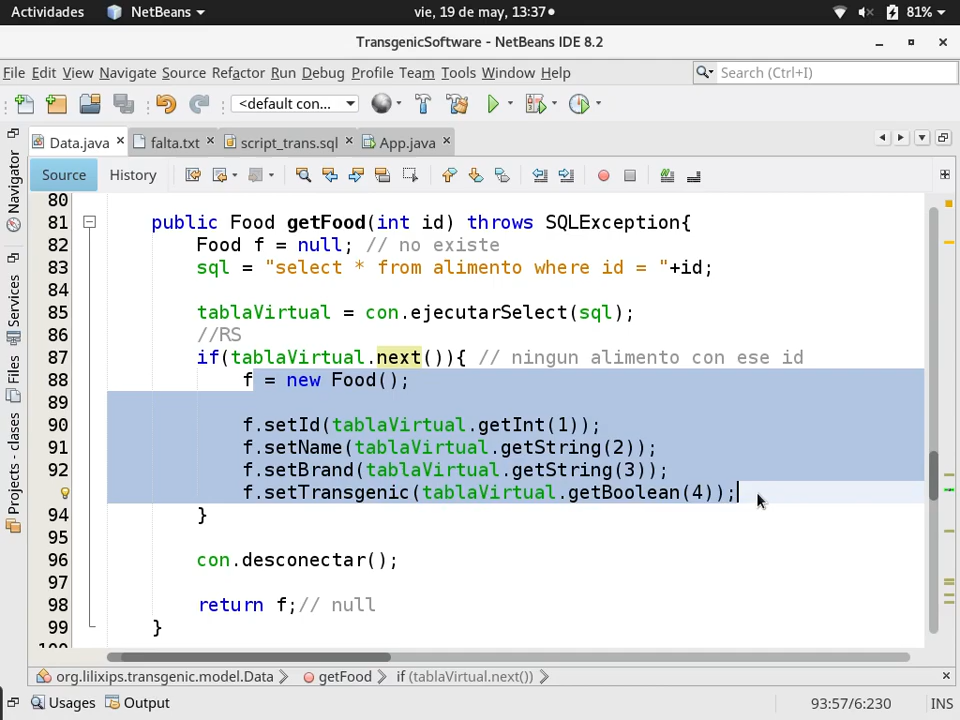 Actividades NetBeans vie, 19 de may, 13:37 81%
TransgenicSoftware - NetBeans IDE 8.2
File Edit View Navigate Source Refactor Run Debug Profile Team Tools Window Help Search (Ctrl+I)
<default con...
Data.java falta.txt script_trans.sql App.java
Source History
Navigator
Services
Files
Projects - clases
80
81 public Food getFood(int id) throws SQLException{
82 Food f = null; // no existe
83 sql = "select * from alimento where id = "+id;
84
85 tablaVirtual = con.ejecutarSelect(sql);
86 //RS
87 if(tablaVirtual.next()){ // ningun alimento con ese id
88 f = new Food();
89
90 f.setId(tablaVirtual.getInt(1));
91 f.setName(tablaVirtual.getString(2));
92 f.setBrand(tablaVirtual.getString(3));
f.setTransgenic(tablaVirtual.getBoolean(4));
94 }
95
96 con.desconectar();
97
98 return f;// null
99 }
org.lilixips.transgenic.model.Data getFood if (tablaVirtual.next())
Usages Output 93:57/6:230 INS